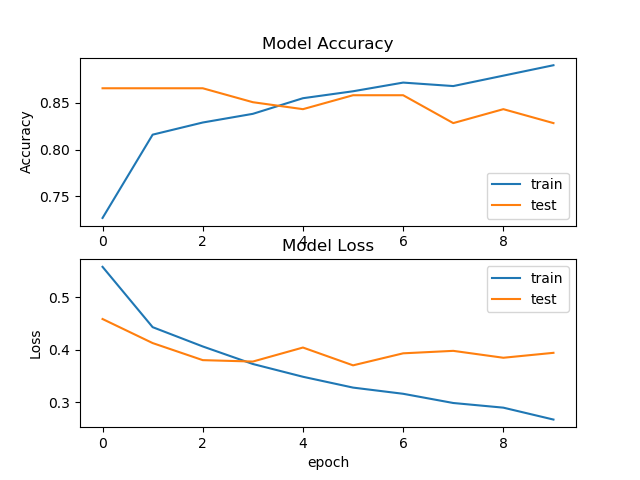 Model Accuracy
Accuracy
0.85
0.80
0.75
train
test
0 2 4 6 8
Model Loss
Loss
0.5
0.4
0.3
train
test
0 2 4 6 8
epoch